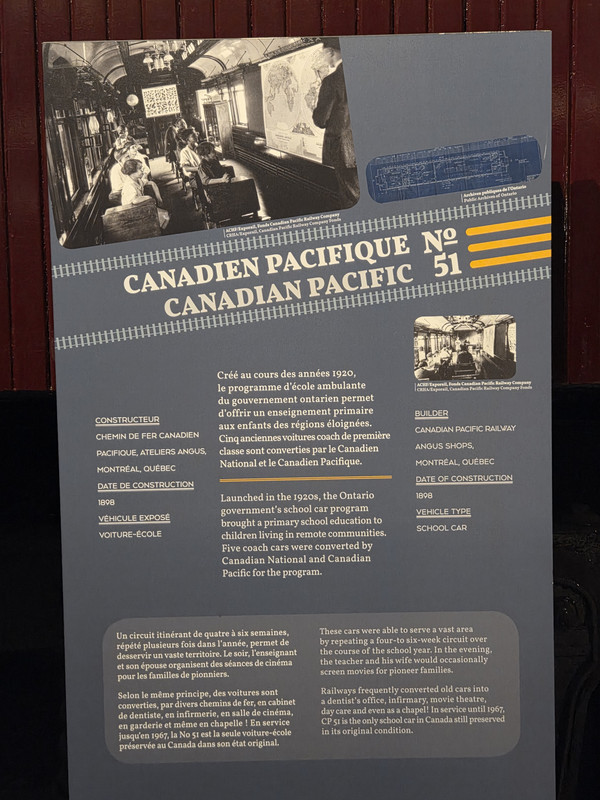 ACHF/Exporail, Fonds Canadian Pacific Railway Company
CRHA/Exporail, Canadian Pacific Railway Company Fonds
Archives publiques de l'Ontario
Public Archives of Ontario
CANADIEN PACIFIQUE
CANADIAN PACIFIC
Nº
51
ACHF/Exporail, Fonds Canadian Pacific Railway Company
CRHA/Exporail, Canadian Pacific Railway Company Fonds
CONSTRUCTEUR
CHEMIN DE FER CANADIEN
PACIFIQUE, ATELIERS ANGUS,
MONTRÉAL, QUÉBEC
DATE DE CONSTRUCTION
1898
VÉHICULE EXPOSÉ
VOITURE-ÉCOLE
Créé au cours des années 1920,
le programme d'école ambulante
du gouvernement ontarien permet
d'offrir un enseignement primaire
aux enfants des régions éloignées.
Cinq anciennes voitures coach de première
classe sont converties par le Canadien
National et le Canadien Pacifique.
Launched in the 1920s, the Ontario
government's school car program
brought a primary school education to
children living in remote communities.
Five coach cars were converted by
Canadian National and Canadian
Pacific for the program.
BUILDER
CANADIAN PACIFIC RAILWAY
ANGUS SHOPS,
MONTRÉAL, QUÉBEC
DATE OF CONSTRUCTION
1898
VEHICLE TYPE
SCHOOL CAR
Un circuit itinérant de quatre à six semaines,
répété plusieurs fois dans l'année, permet de
desservir un vaste territoire. Le soir, l'enseignant
et son épouse organisent des séances de cinéma
pour les familles de pionniers.
Selon le même principe, des voitures sont
converties, par divers chemins de fer, en cabinet
de dentiste, en infirmerie, en salle de cinéma,
en garderie et même en chapelle ! En service
jusqu'en 1967, la No 51 est la seule voiture-école
préservée au Canada dans son état original.
These cars were able to serve a vast area
by repeating a four-to six-week circuit over
the course of the school year. In the evening,
the teacher and his wife would occasionally
screen movies for pioneer families.
Railways frequently converted old cars into
a dentist's office, infirmary, movie theatre,
day care and even as a chapel! In service until 1967,
CP 51 is the only school car in Canada still preserved
in its original condition.